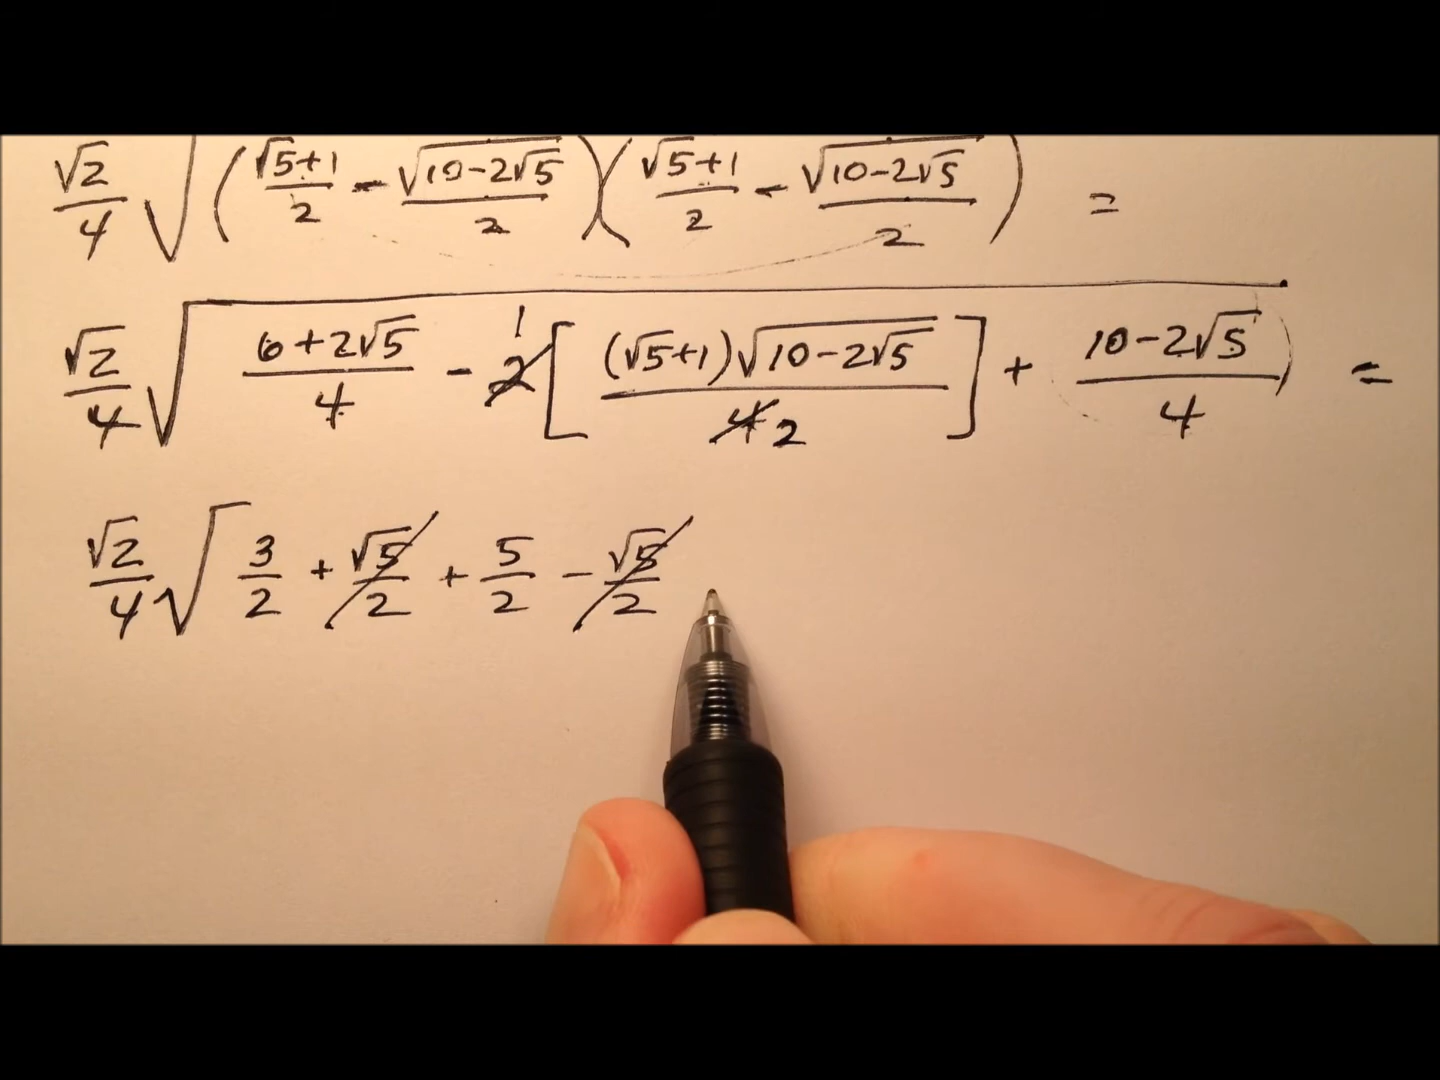 √2/4 √((√5+1)/2 - √(10-2√5)/2)((√5+1)/2 - √(10-2√5)/2) =
√2/4 √((6+2√5)/4 - 2̸ 1 [(√5+1)√(10-2√5)/4̸ 2] + (10-2√5)/4) =
√2/4 √(3/2 + √5/2 + 5/2 - √5/2